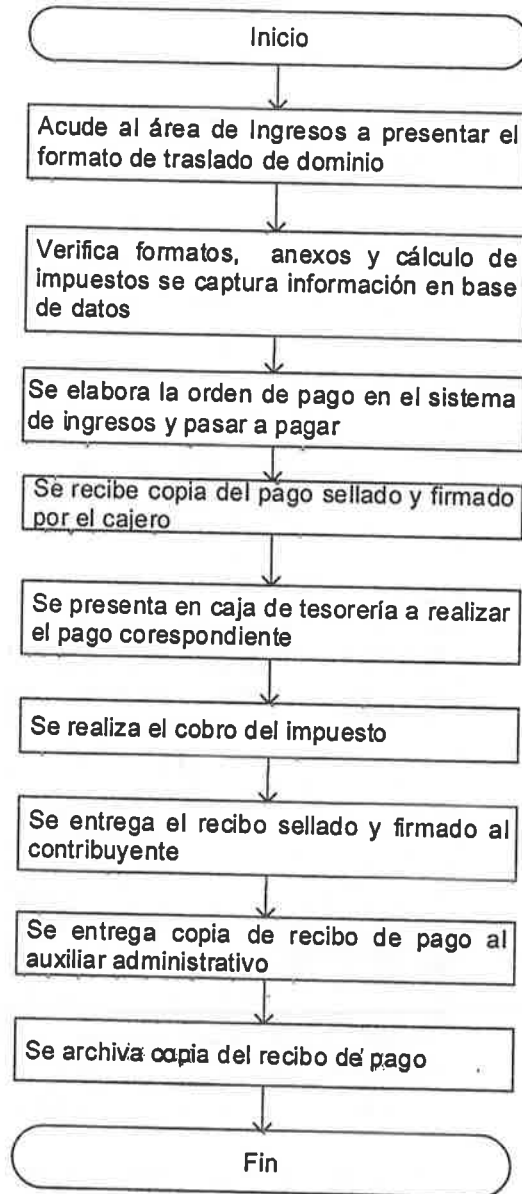 Inicio
Acude al área de Ingresos a presentar el
formato de traslado de dominio
Verifica formatos, anexos y cálculo de
impuestos se captura información en base
de datos
Se elabora la orden de pago en el sistema
de ingresos y pasar a pagar
Se recibe copia del pago sellado y firmado
por el cajero
Se presenta en caja de tesorería a realizar
el pago corespondiente
Se realiza el cobro del impuesto
Se entrega el recibo sellado y firmado al
contribuyente
Se entrega copia de recibo de pago al
auxiliar administrativo
Se archiva copia del recibo de pago
Fin